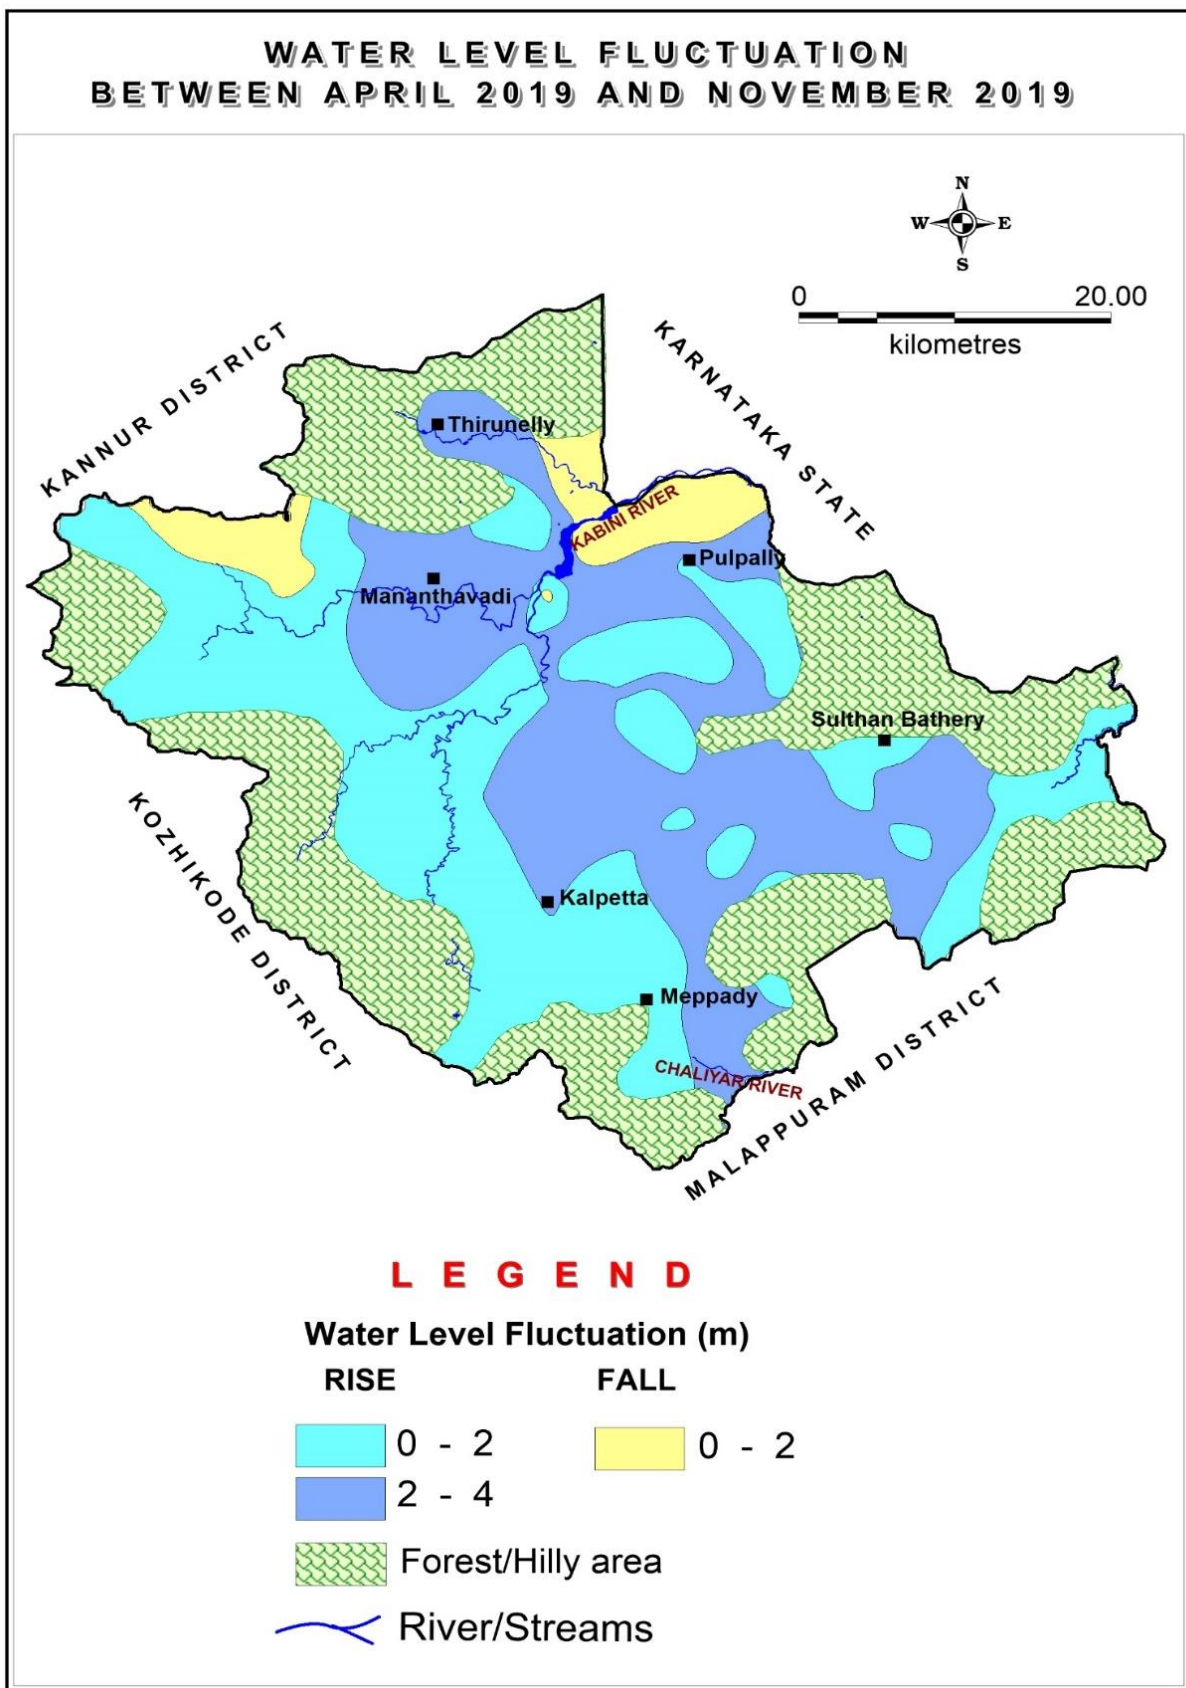 WATER LEVEL FLUCTUATION
BETWEEN APRIL 2019 AND NOVEMBER 2019
N
W E
S
0 20.00
kilometres
KANNUR DISTRICT
KARNATAKA STATE
Thirunelly
KABINI RIVER
Pulpally
Mananthavadi
Sulthan Bathery
KOZHIKODE DISTRICT
Kalpetta
Meppady
CHALIYAR RIVER
MALAPPURAM DISTRICT
LEGEND
Water Level Fluctuation (m)
RISE FALL
0 - 2 0 - 2
2 - 4
Forest/Hilly area
River/Streams